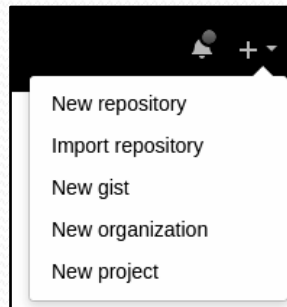 New repository
Import repository
New gist
New organization
New project